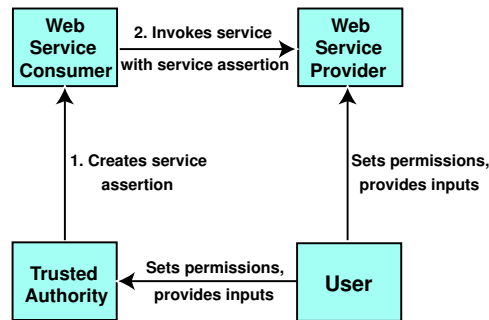 Web
Service
Consumer
2. Invokes service
with service assertion
Web
Service
Provider
1. Creates service
assertion
Sets permissions,
provides inputs
Trusted
Authority
Sets permissions,
provides inputs
User